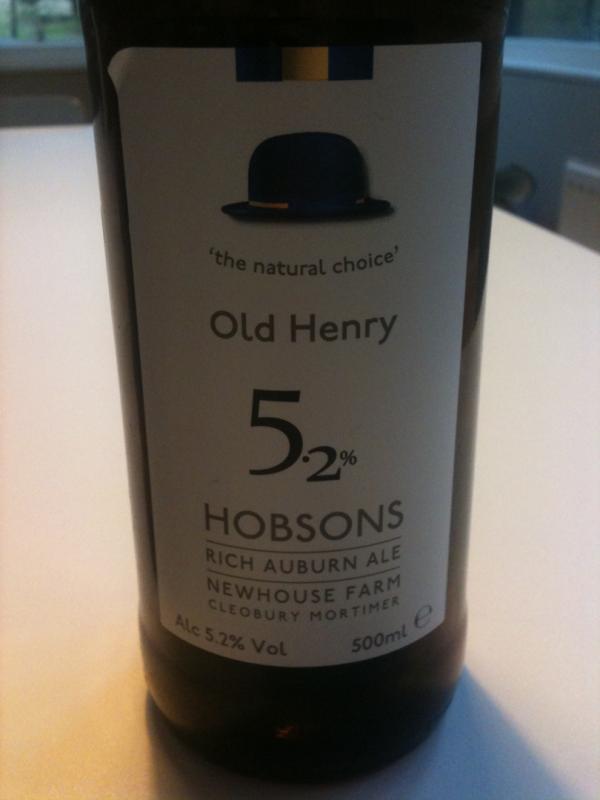 'the natural choice'
Old Henry
5.2%
HOBSONS
RICH AUBURN ALE
NEWHOUSE FARM
CLEOBURY MORTIMER
Alc 5.2% Vol
500ml e